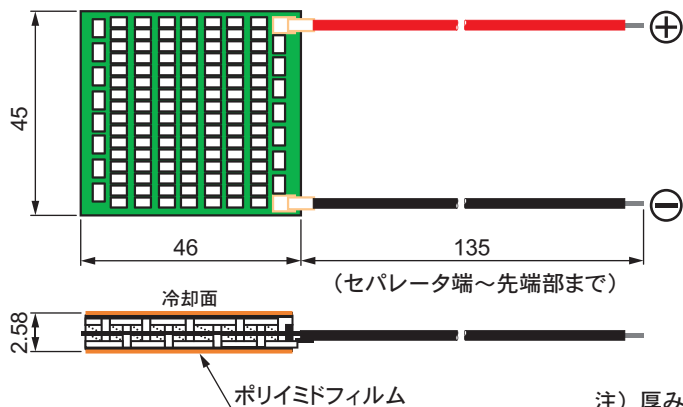 ⊕
45
⊖
46
135
(セパレータ端~先端部まで)
冷却面
2.58
ポリイミドフィルム
注)厚み